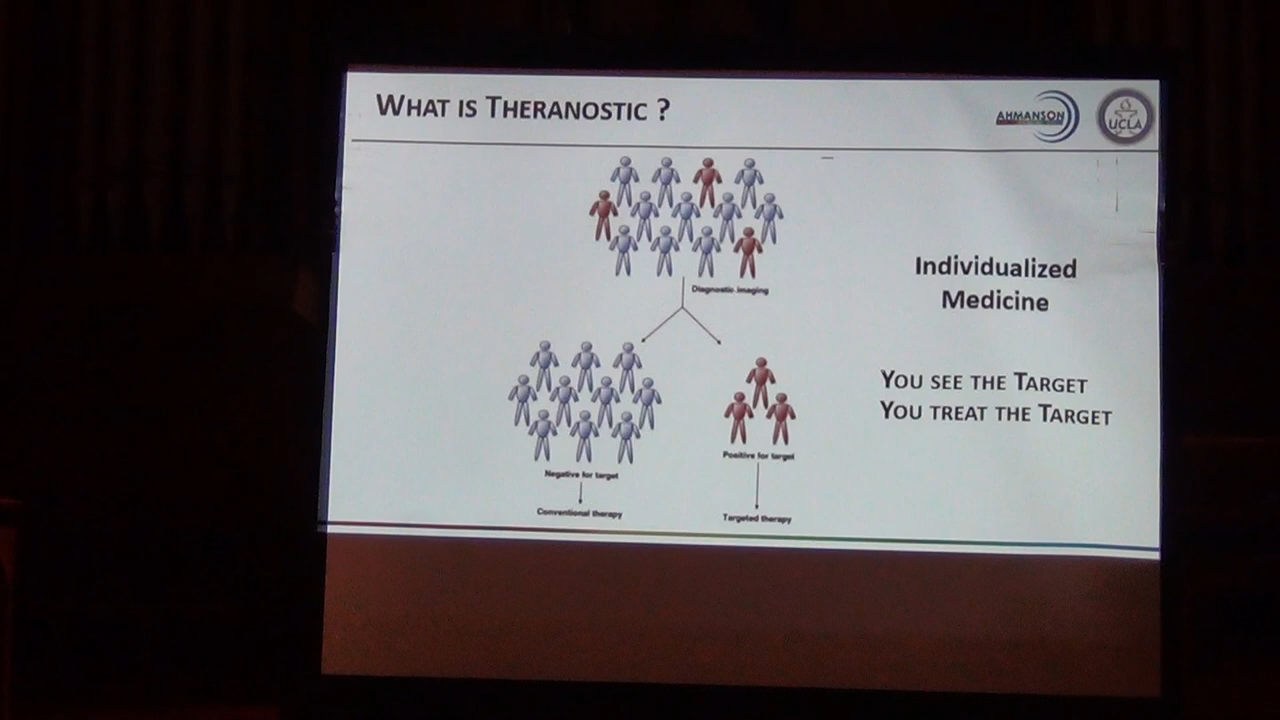 WHAT IS THERANOSTIC ?
AHMANSON
UCLA
Diagnostic imaging
Individualized
Medicine
YOU SEE THE TARGET
YOU TREAT THE TARGET
Negative for target
Positive for target
Conventional therapy
Targeted therapy